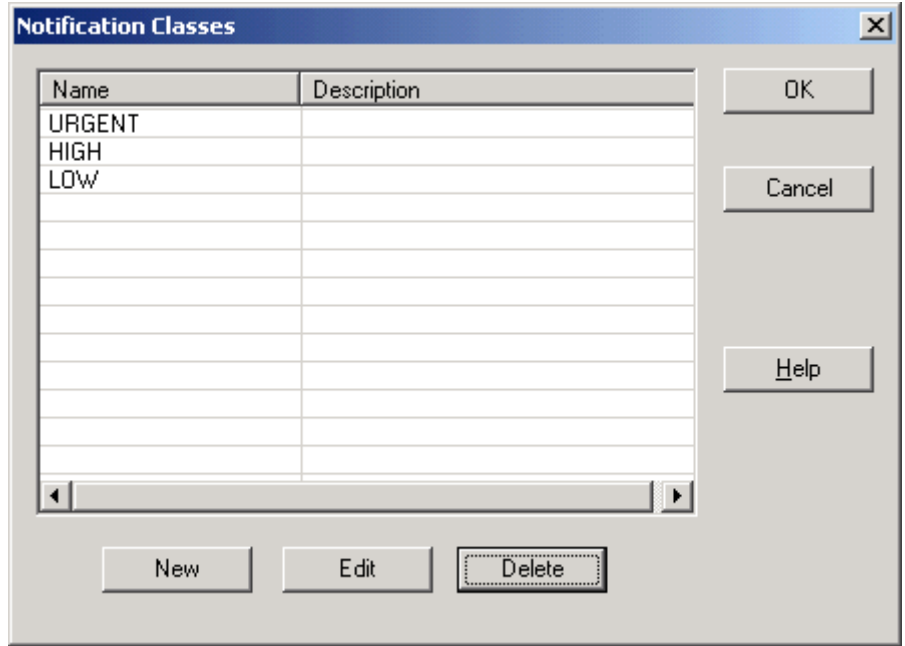 Notification Classes
Name Description OK
URGENT
HIGH
LOW
Cancel
Help
New Edit Delete